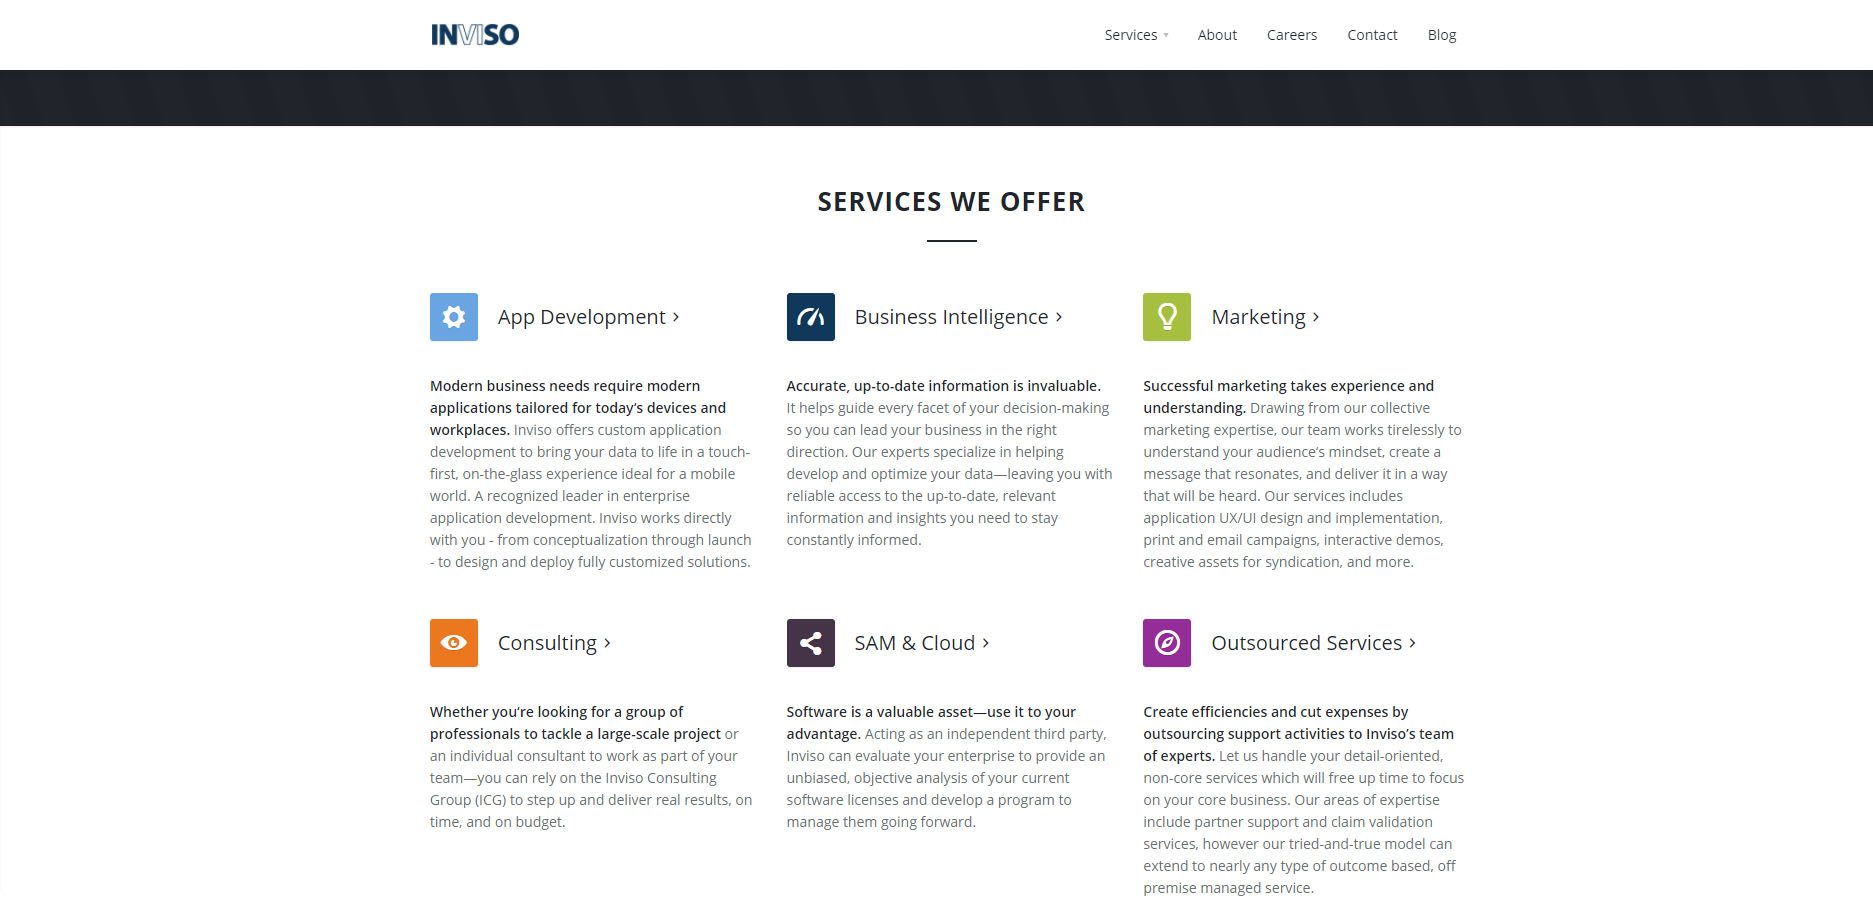 INVISO
Services About Careers Contact Blog
SERVICES WE OFFER
App Development
Modern business needs require modern
applications tailored for today's devices and
workplaces. Inviso offers custom application
development to bring your data to life in a touch-
first, on-the-glass experience ideal for a mobile
world. A recognized leader in enterprise
application development. Inviso works directly
with you - from conceptualization through launch
- to design and deploy fully customized solutions.
Business Intelligence
Accurate, up-to-date information is invaluable.
It helps guide every facet of your decision-making
so you can lead your business in the right
direction. Our experts specialize in helping
develop and optimize your data—leaving you with
reliable access to the up-to-date, relevant
information and insights you need to stay
constantly informed.
Marketing
Successful marketing takes experience and
understanding. Drawing from our collective
marketing expertise, our team works tirelessly to
understand your audience's mindset, create a
message that resonates, and deliver it in a way
that will be heard. Our services includes
application UX/UI design and implementation,
print and email campaigns, interactive demos,
creative assets for syndication, and more.
Consulting
Whether you're looking for a group of
professionals to tackle a large-scale project or
an individual consultant to work as part of your
team—you can rely on the Inviso Consulting
Group (ICG) to step up and deliver real results, on
time, and on budget.
SAM & Cloud
Software is a valuable asset—use it to your
advantage. Acting as an independent third party,
Inviso can evaluate your enterprise to provide an
unbiased, objective analysis of your current
software licenses and develop a program to
manage them going forward.
Outsourced Services
Create efficiencies and cut expenses by
outsourcing support activities to Inviso's team
of experts. Let us handle your detail-oriented,
non-core services which will free up time to focus
on your core business. Our areas of expertise
include partner support and claim validation
services, however our tried-and-true model can
extend to nearly any type of outcome based, off
premise managed service.